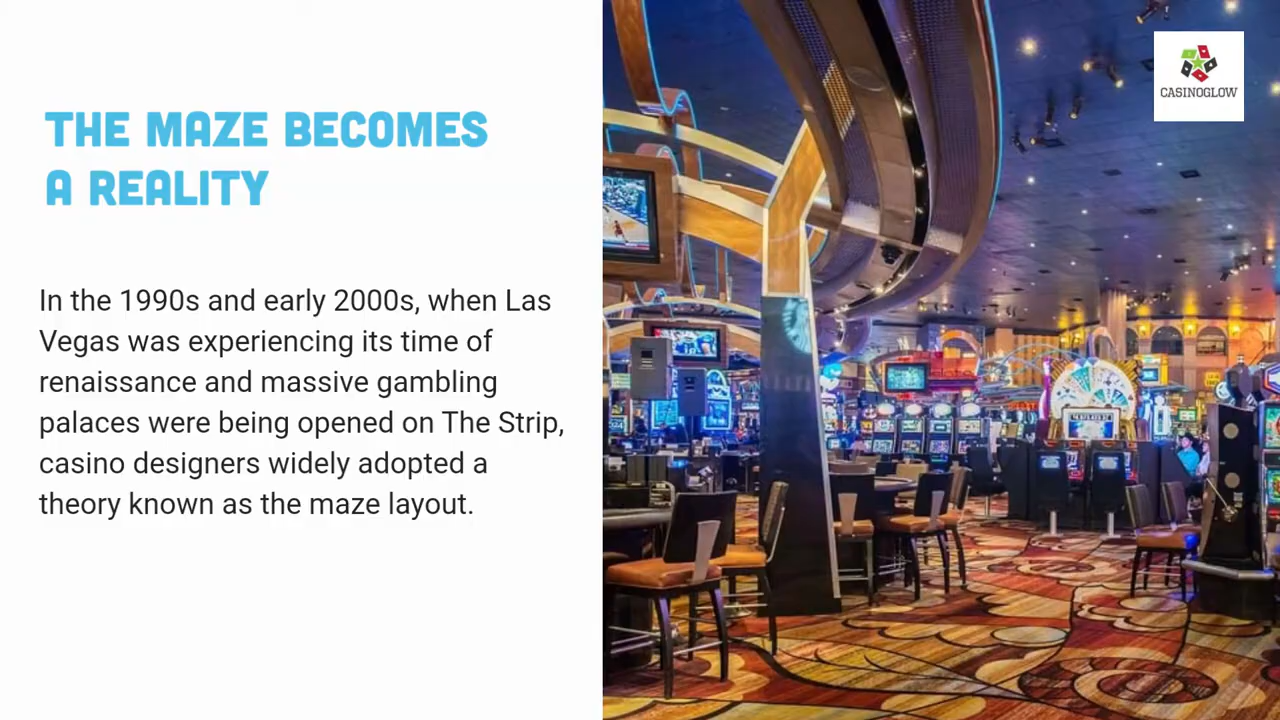 THE MAZE BECOMES
A REALITY
In the 1990s and early 2000s, when Las
Vegas was experiencing its time of
renaissance and massive gambling
palaces were being opened on The Strip,
casino designers widely adopted a
theory known as the maze layout.
CASINOGLOW